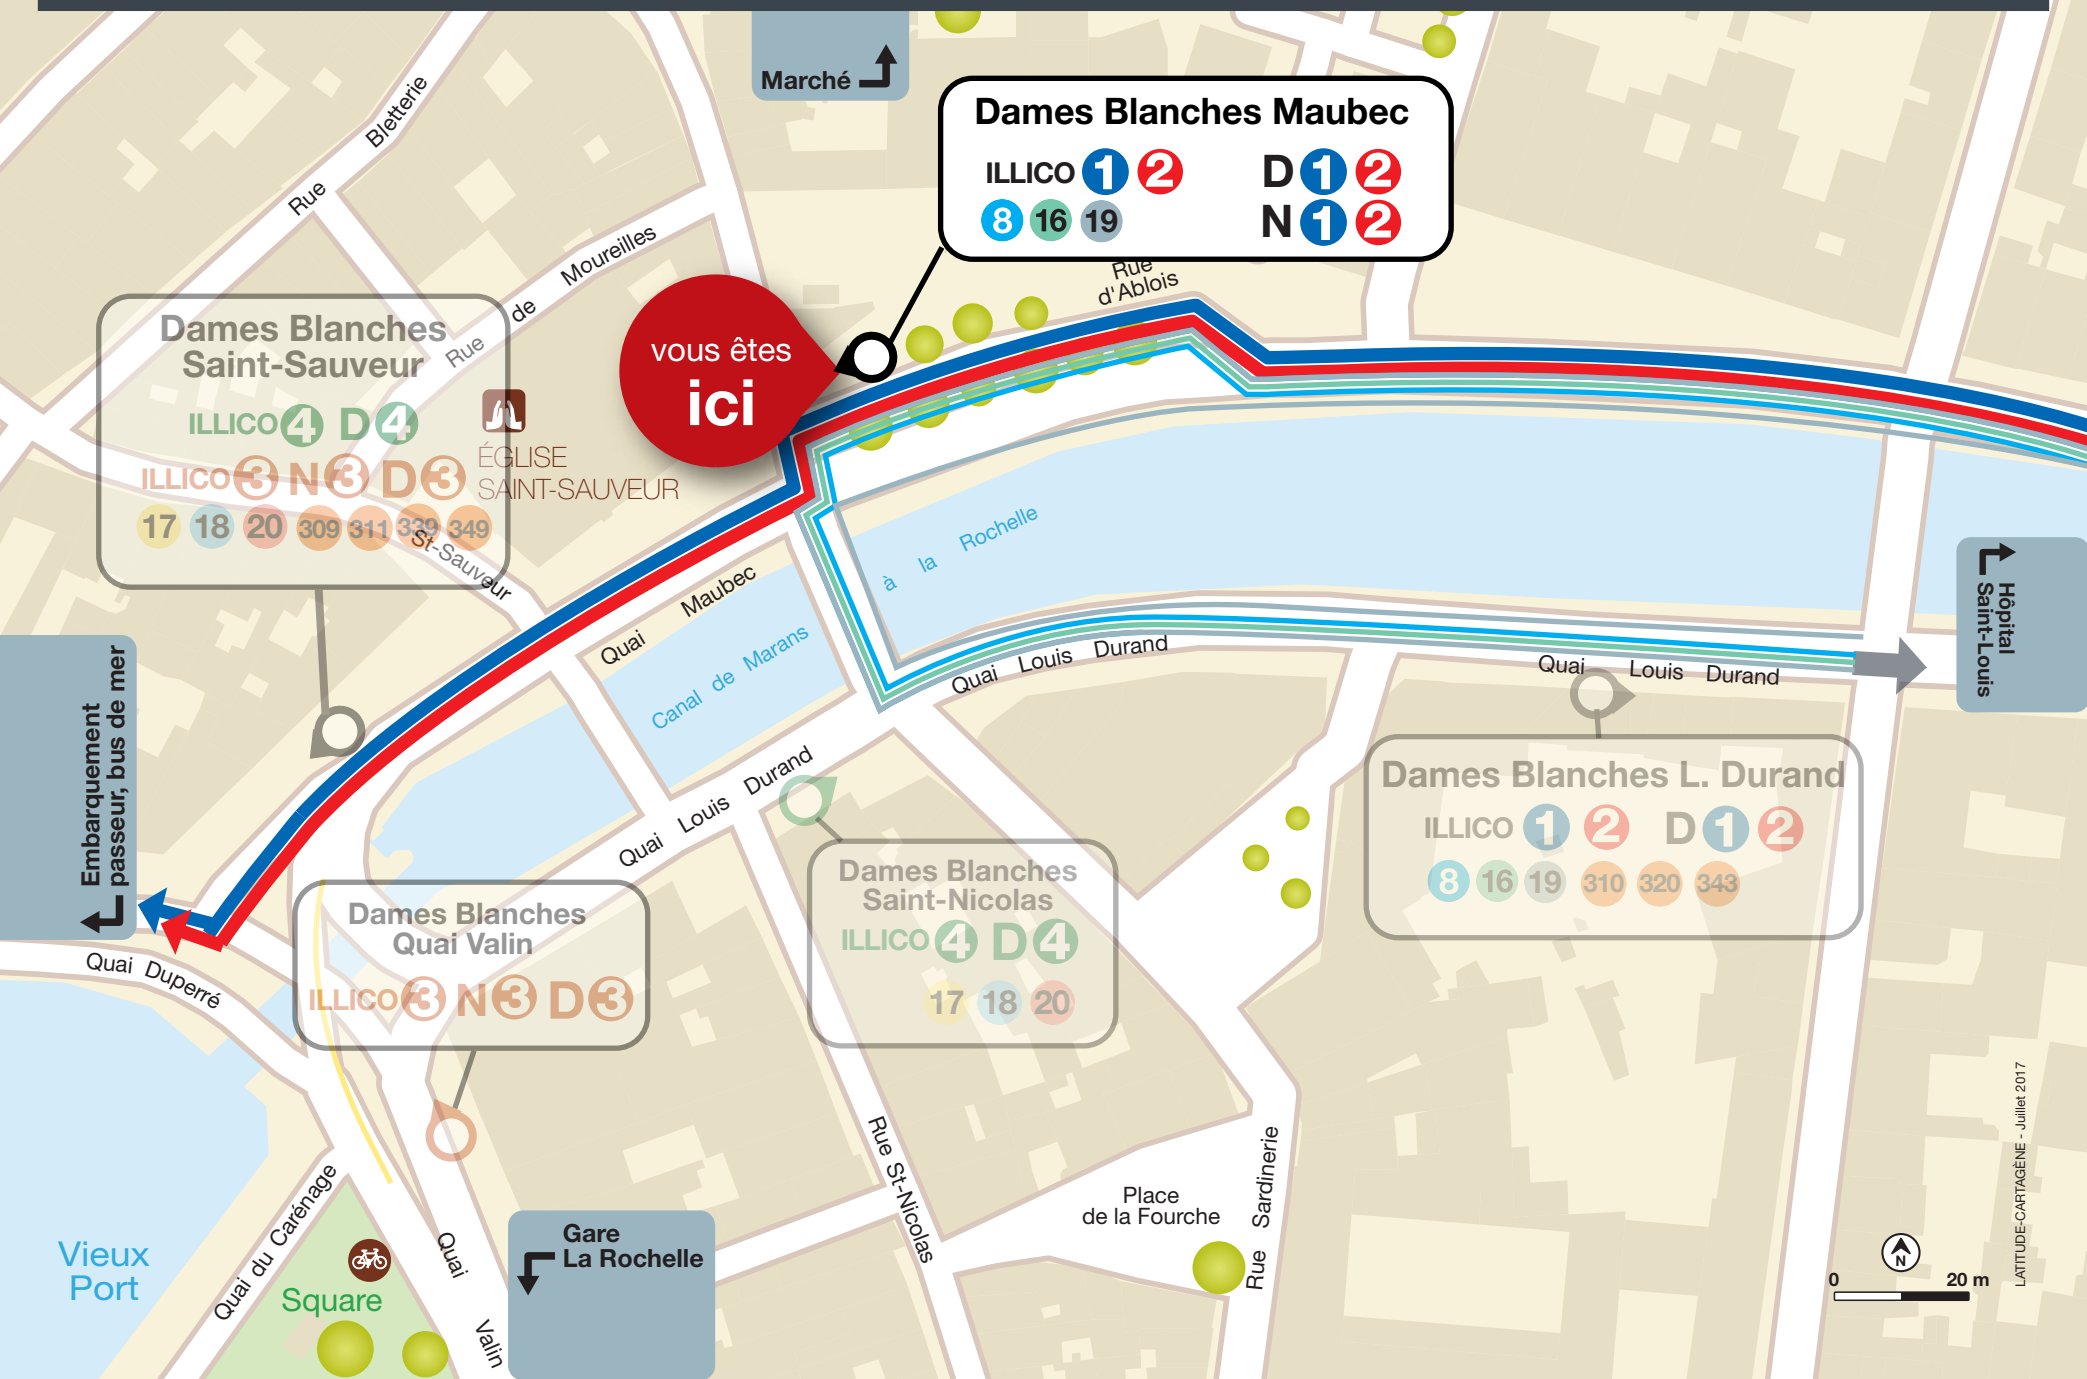 Marché
Dames Blanches Maubec
ILLICO 1 2 D 1 2
8 16 19 N 1 2
Rue Bletterie
Rue de Moureilles
Rue
d'Ablois
vous êtes
ici
Dames Blanches
Saint-Sauveur
ILLICO 4 D 4
ILLICO 3 N 3 D 3
17 18 20 309 311 339 349
ÉGLISE
SAINT-SAUVEUR
St-Sauveur
Quai Maubec
Canal de Marans
à la Rochelle
Quai Louis Durand
Quai Louis Durand
Quai Louis Durand
Hôpital
Saint-Louis
Embarquement
passeur, bus de mer
Dames Blanches L. Durand
ILLICO 1 2 D 1 2
8 16 19 310 320 343
Dames Blanches
Saint-Nicolas
ILLICO 4 D 4
17 18 20
Dames Blanches
Quai Valin
ILLICO 3 N 3 D 3
Quai Duperré
Vieux
Port
Quai du Carénage
Square
Quai Valin
Gare
La Rochelle
Rue St-Nicolas
Place
de la Fourche
Rue Sardinerie
N
0 20 m
LATITUDE-CARTAGÈNE - Juillet 2017